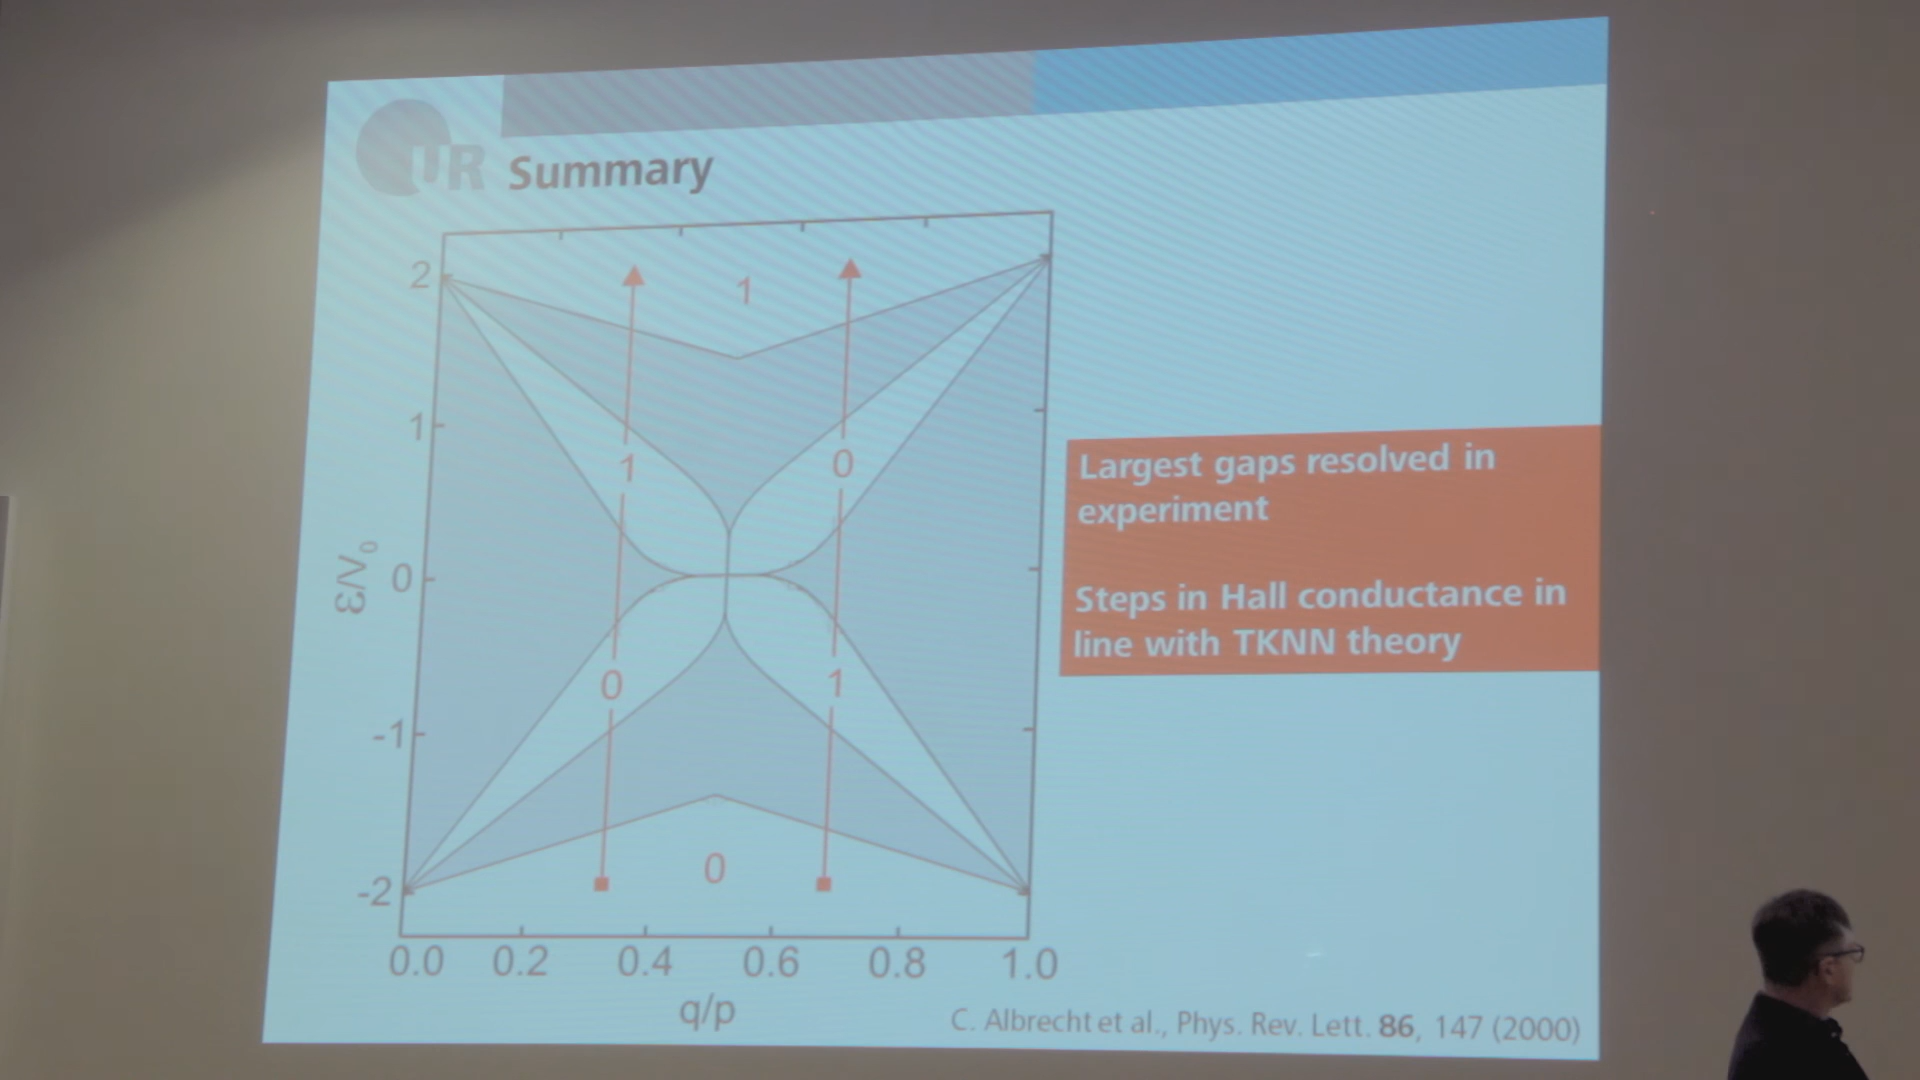 UR
Summary
2
1
0
-1
-2
ε/V₀
1
1
0
0
1
0
0.0 0.2 0.4 0.6 0.8 1.0
q/p
Largest gaps resolved in
experiment
Steps in Hall conductance in
line with TKNN theory
C. Albrecht et al., Phys. Rev. Lett. 86, 147 (2000)